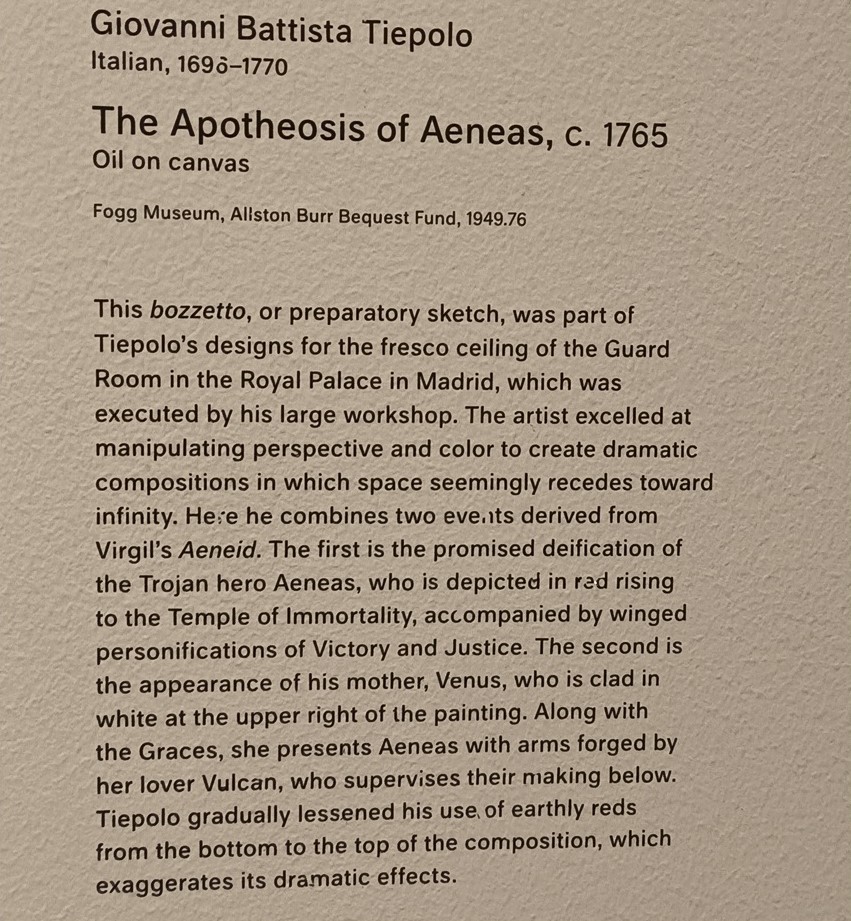 Giovanni Battista Tiepolo
Italian, 1696–1770
The Apotheosis of Aeneas, c. 1765
Oil on canvas
Fogg Museum, Allston Burr Bequest Fund, 1949.76
This bozzetto, or preparatory sketch, was part of
Tiepolo's designs for the fresco ceiling of the Guard
Room in the Royal Palace in Madrid, which was
executed by his large workshop. The artist excelled at
manipulating perspective and color to create dramatic
compositions in which space seemingly recedes toward
infinity. Here he combines two events derived from
Virgil's Aeneid. The first is the promised deification of
the Trojan hero Aeneas, who is depicted in red rising
to the Temple of Immortality, accompanied by winged
personifications of Victory and Justice. The second is
the appearance of his mother, Venus, who is clad in
white at the upper right of the painting. Along with
the Graces, she presents Aeneas with arms forged by
her lover Vulcan, who supervises their making below.
Tiepolo gradually lessened his use of earthly reds
from the bottom to the top of the composition, which
exaggerates its dramatic effects.